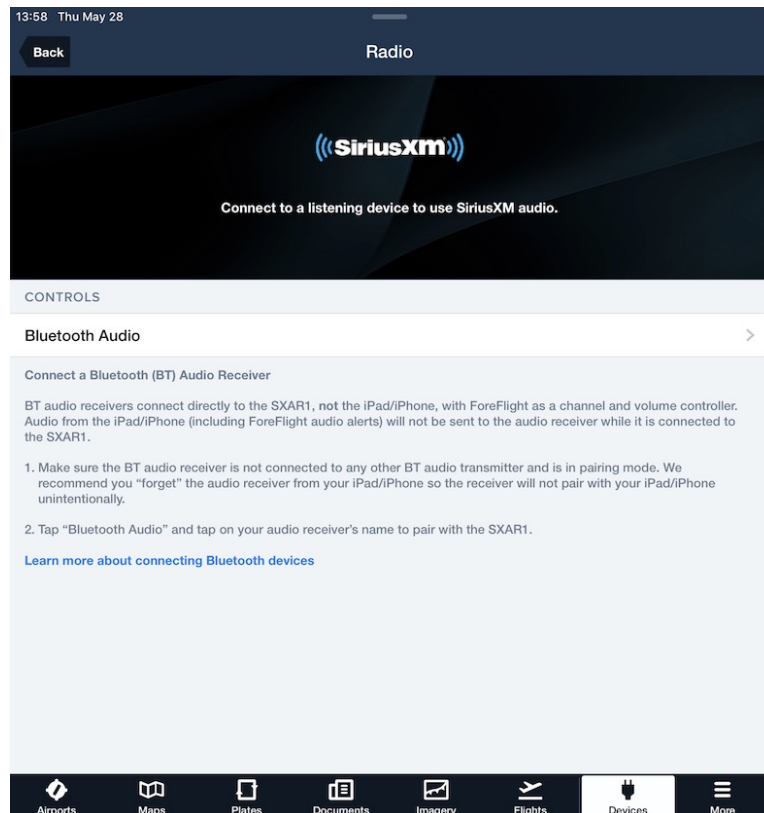 13:58 Thu May 28
Back
Radio
((SiriusXM))
Connect to a listening device to use SiriusXM audio.
CONTROLS
Bluetooth Audio
Connect a Bluetooth (BT) Audio Receiver
BT audio receivers connect directly to the SXAR1, not the iPad/iPhone, with ForeFlight as a channel and volume controller.
Audio from the iPad/iPhone (including ForeFlight audio alerts) will not be sent to the audio receiver while it is connected to
the SXAR1.
1. Make sure the BT audio receiver is not connected to any other BT audio transmitter and is in pairing mode. We
recommend you “forget” the audio receiver from your iPad/iPhone so the receiver will not pair with your iPad/iPhone
unintentionally.
2. Tap “Bluetooth Audio” and tap on your audio receiver’s name to pair with the SXAR1.
Learn more about connecting Bluetooth devices
Airports Maps Plates Documents Imagery Flights Devices More